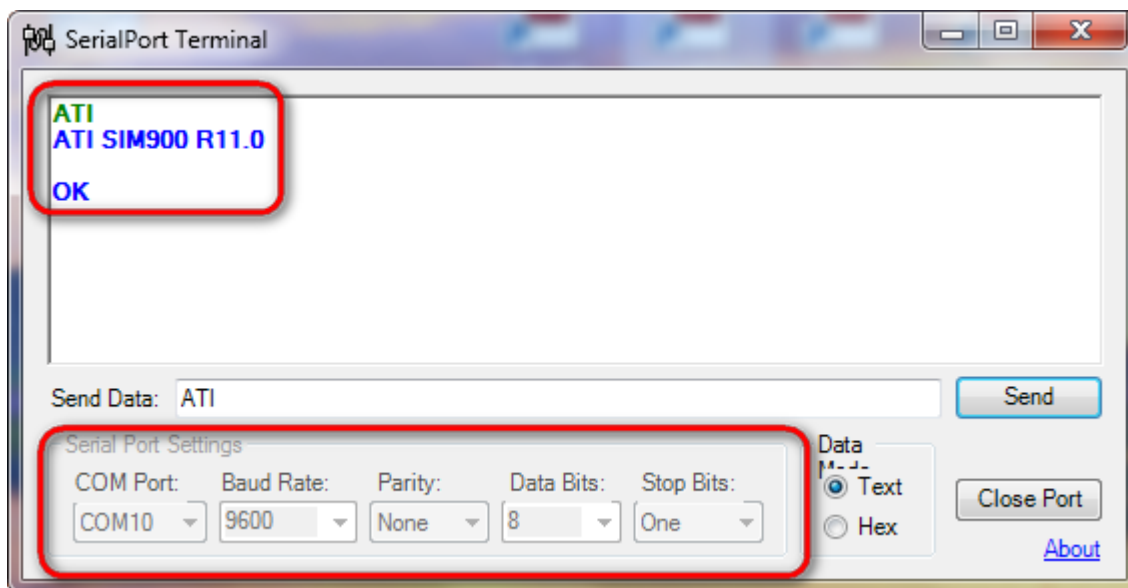 SerialPort Terminal
ATI
ATI SIM900 R11.0
OK
Send Data: ATI Send
Serial Port Settings Data
COM Port: Baud Rate: Parity: Data Bits: Stop Bits:
COM10 9600 None 8 One
Text
Hex
Close Port
About